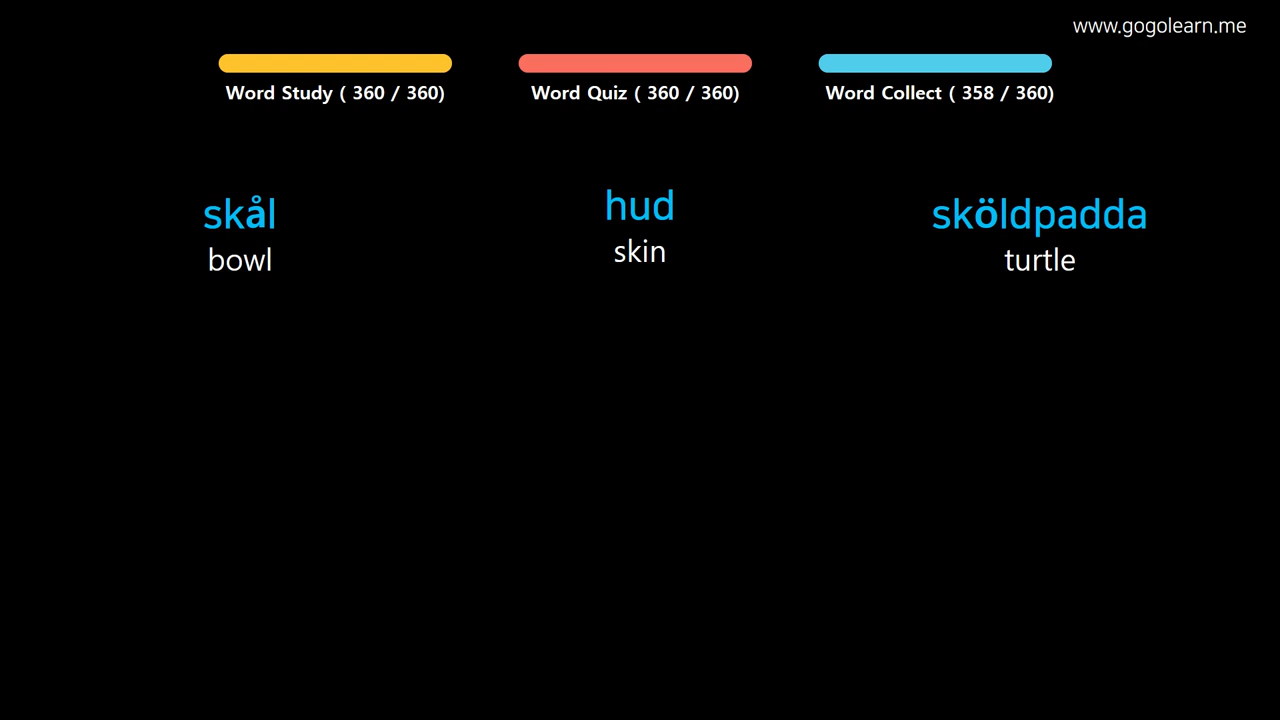 www.gogolearn.me
Word Study ( 360 / 360)
Word Quiz ( 360 / 360)
Word Collect ( 358 / 360)
skål
bowl
hud
skin
sköldpadda
turtle